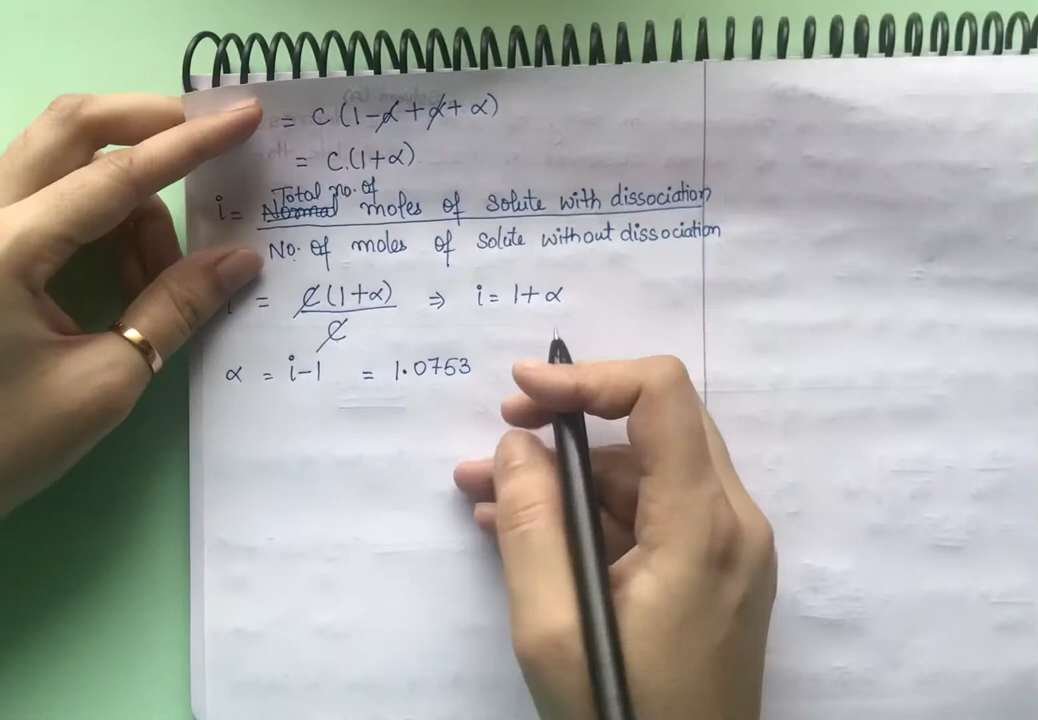 = C (1-α+α+α)
= C.(1+α)
Total no. of
i = Normal moles of solute with dissociation
No. of moles of solute without dissociation
i = C(1+α) ⇒ i = 1+α
C
α = i-1 = 1.0753